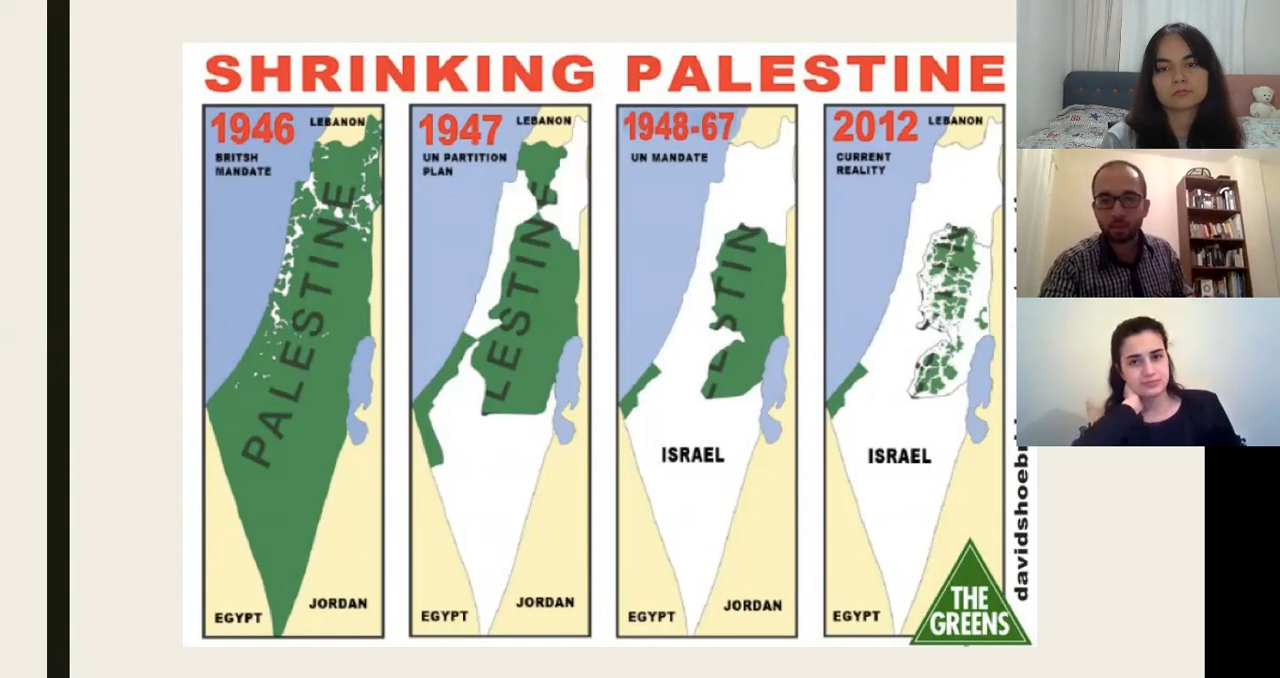 SHRINKING PALESTINE
1946
LEBANON
BRITSH
MANDATE
PALESTINE
EGYPT
JORDAN
1947
LEBANON
UN PARTITION
PLAN
LESTINE
EGYPT
JORDAN
1948-67
UN MANDATE
STIN
ISRAEL
EGYPT
JORDAN
2012
LEBANON
CURRENT
REALITY
ISRAEL
EGYPT
THE
GREENS